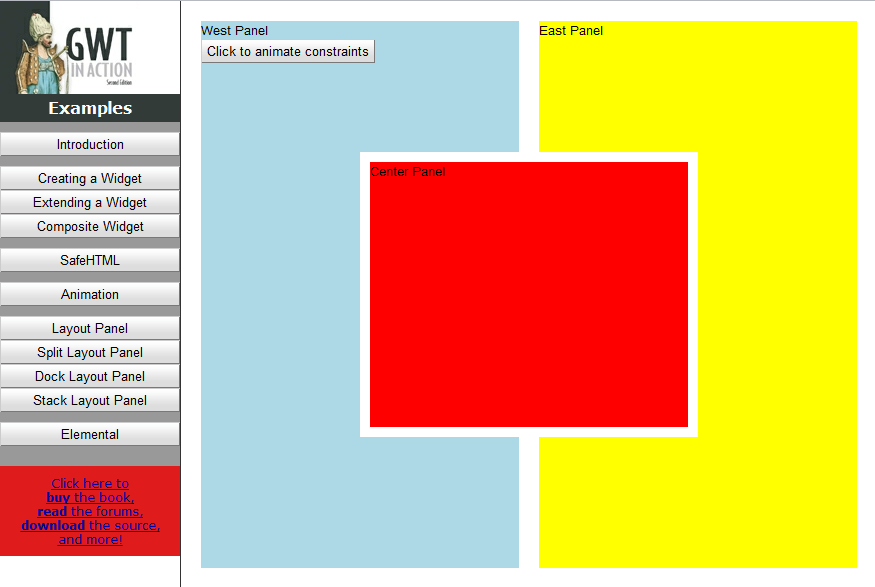 GWT
IN ACTION
Second Edition
Examples
Introduction
Creating a Widget
Extending a Widget
Composite Widget
SafeHTML
Animation
Layout Panel
Split Layout Panel
Dock Layout Panel
Stack Layout Panel
Elemental
Click here to
buy the book,
read the forums,
download the source,
and more!
West Panel
Click to animate constraints
East Panel
Center Panel